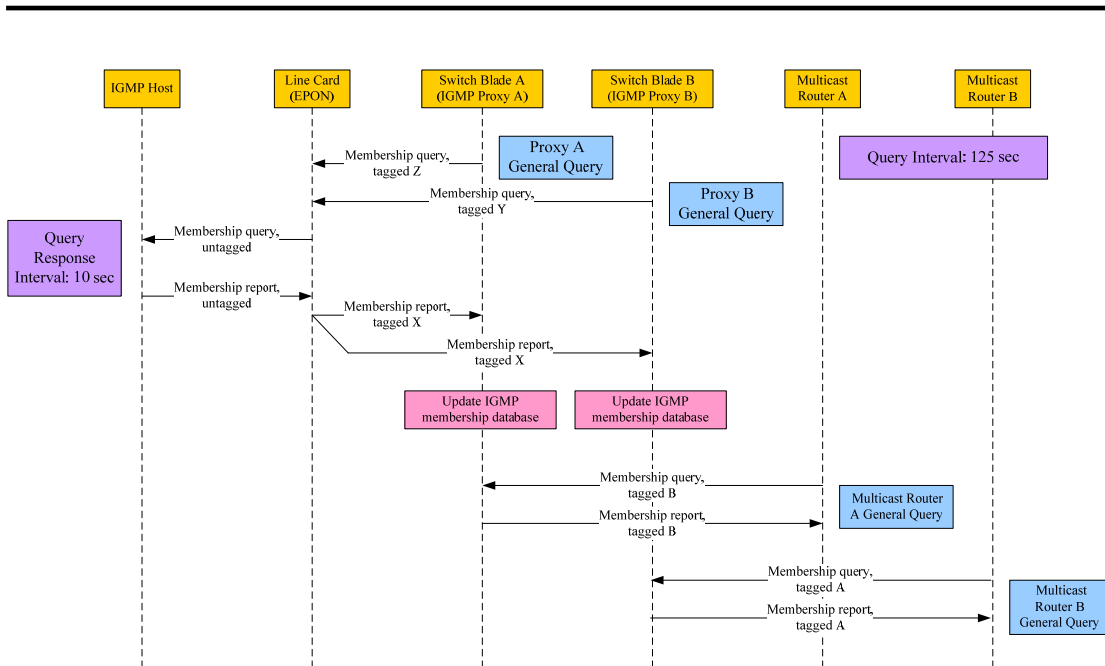 IGMP Host
Line Card
(EPON)
Switch Blade A
(IGMP Proxy A)
Switch Blade B
(IGMP Proxy B)
Multicast
Router A
Multicast
Router B
Membership query,
tagged Z
Proxy A
General Query
Query Interval: 125 sec
Membership query,
tagged Y
Proxy B
General Query
Query
Response
Interval: 10 sec
Membership query,
untagged
Membership report,
untagged
Membership report,
tagged X
Membership report,
tagged X
Update IGMP
membership database
Update IGMP
membership database
Membership query,
tagged B
Multicast Router
A General Query
Membership report,
tagged B
Membership query,
tagged A
Multicast
Router B
General Query
Membership report,
tagged A